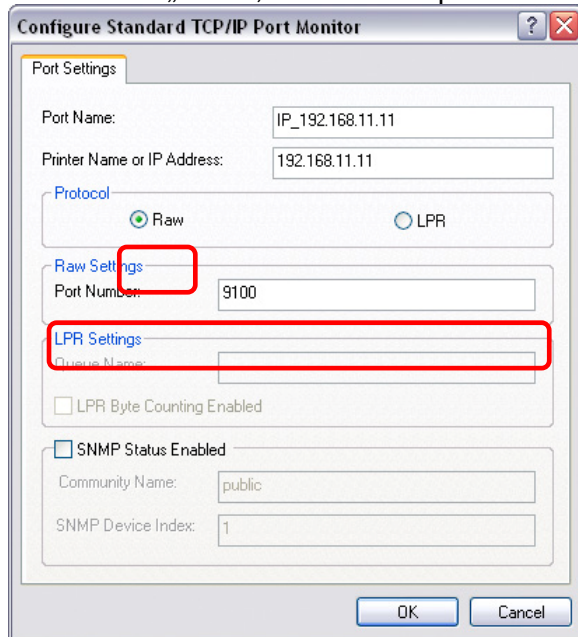 Configure Standard TCP/IP Port Monitor
Port Settings
Port Name: IP_192.168.11.11
Printer Name or IP Address: 192.168.11.11
Protocol
Raw LPR
Raw Settings
Port Number: 9100
LPR Settings
Queue Name:
LPR Byte Counting Enabled
SNMP Status Enabled
Community Name: public
SNMP Device Index: 1
OK Cancel